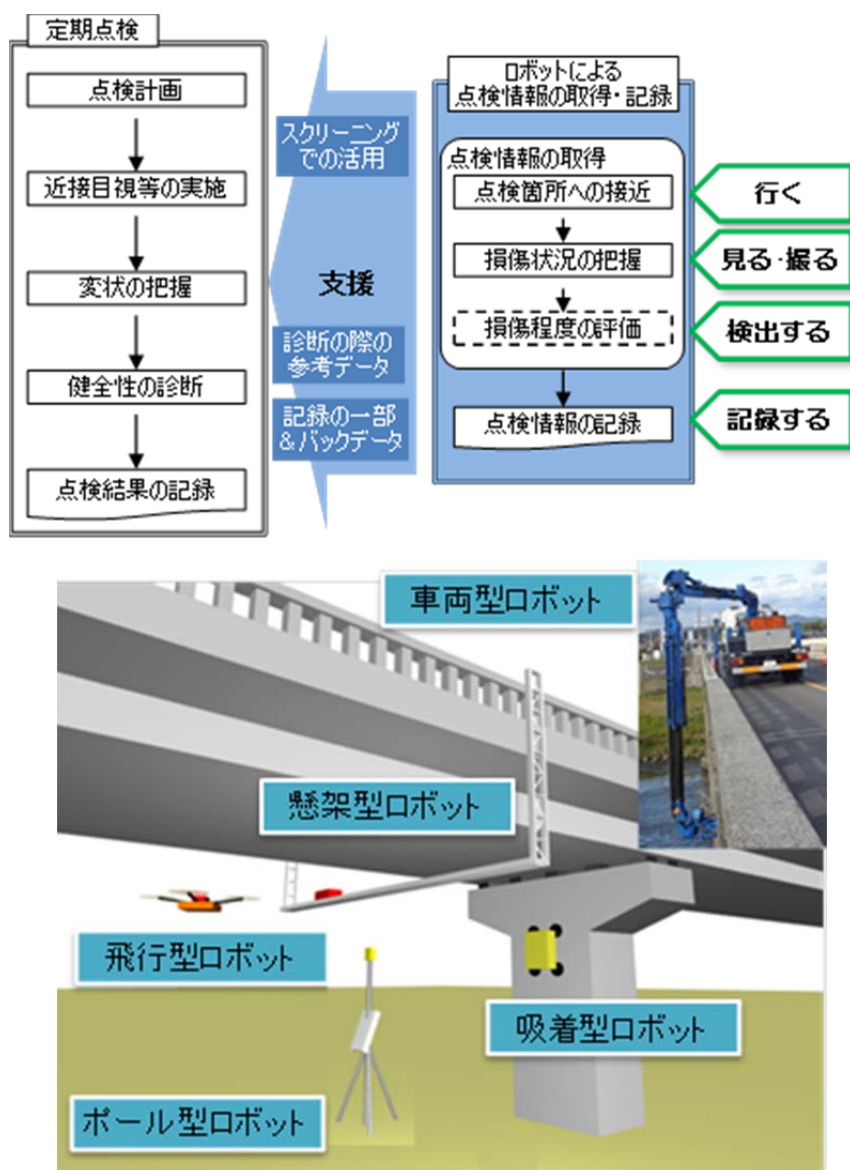 定期点検
点検計画
近接目視等の実施
変状の把握
健全性の診断
点検結果の記録
スクリーニング
での活用
支援
診断の際の
参考データ
記録の一部
＆バックデータ
ロボットによる
点検情報の取得・記録
点検情報の取得
点検箇所への接近
損傷状況の把握
損傷程度の評価
点検情報の記録
行く
見る・撮る
検出する
記録する
車両型ロボット
懸架型ロボット
飛行型ロボット
吸着型ロボット
ポール型ロボット